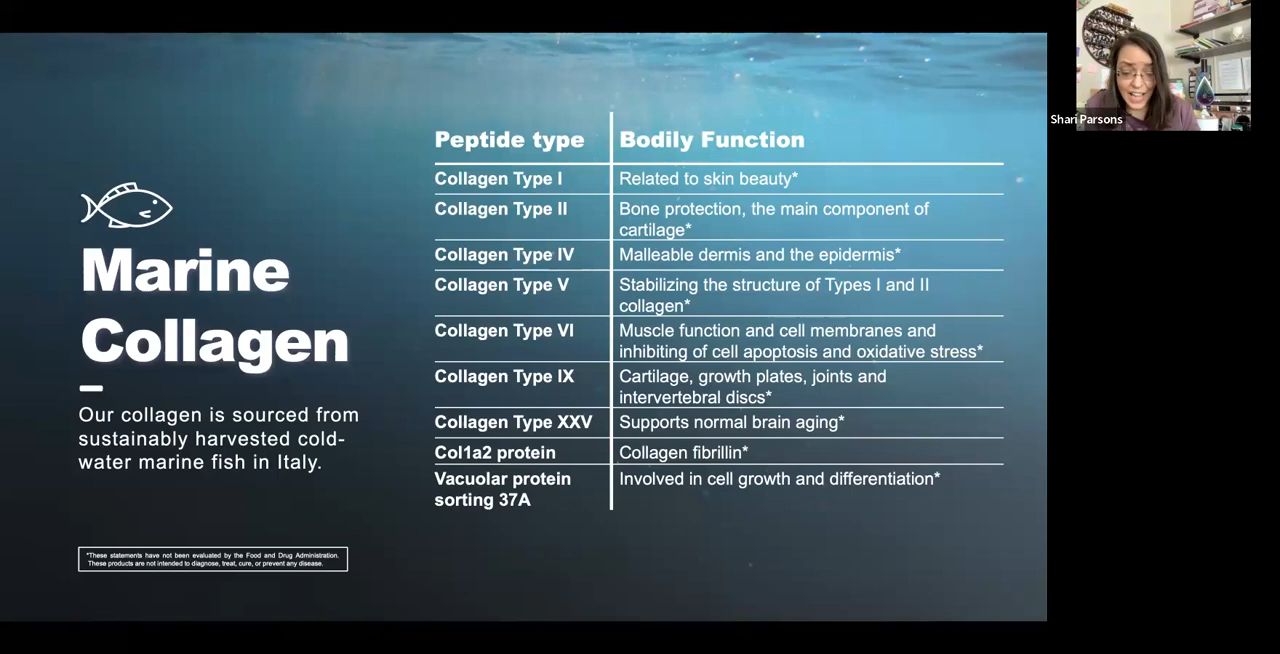 Marine
Collagen
Our collagen is sourced from
sustainably harvested cold-
water marine fish in Italy.
*These statements have not been evaluated by the Food and Drug Administration.
These products are not intended to diagnose, treat, cure, or prevent any disease.
Peptide type Bodily Function
Collagen Type I Related to skin beauty*
Collagen Type II Bone protection, the main component of
cartilage*
Collagen Type IV Malleable dermis and the epidermis*
Collagen Type V Stabilizing the structure of Types I and II
collagen*
Collagen Type VI Muscle function and cell membranes and
inhibiting of cell apoptosis and oxidative stress*
Collagen Type IX Cartilage, growth plates, joints and
intervertebral discs*
Collagen Type XXV Supports normal brain aging*
Col1a2 protein Collagen fibrillin*
Vacuolar protein Involved in cell growth and differentiation*
sorting 37A
Shari Parsons